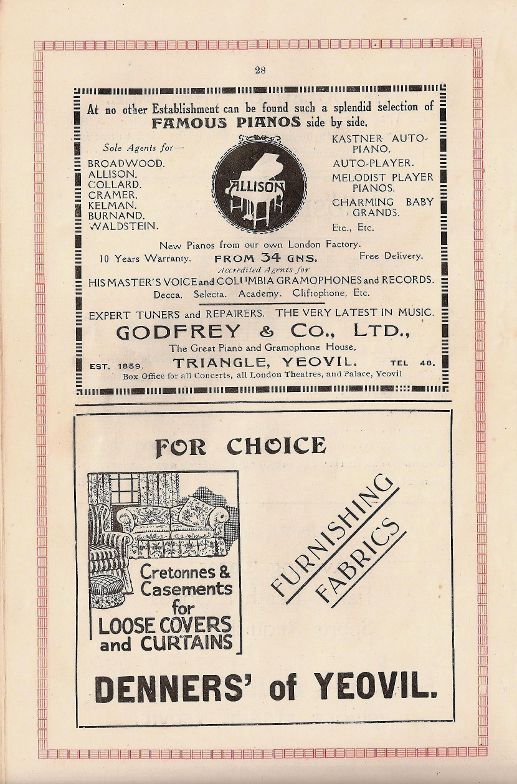 28
At no other Establishment can be found such a splendid selection of
FAMOUS PIANOS side by side.
Sole Agents for—
BROADWOOD.
ALLISON.
COLLARD.
CRAMER.
KELMAN.
BURNAND.
WALDSTEIN.
ALLISON
KASTNER AUTO-
PIANO.
AUTO-PLAYER.
MELODIST PLAYER
PIANOS.
CHARMING BABY
GRANDS.
Etc., Etc.
New Pianos from our own London Factory.
10 Years Warranty. FROM 34 GNS. Free Delivery.
Accredited Agents for
HIS MASTER'S VOICE and COLUMBIA GRAMOPHONES and RECORDS.
Decca. Selecta. Academy. Cliftophone, Etc.
EXPERT TUNERS and REPAIRERS. THE VERY LATEST IN MUSIC.
GODFREY & Co., LTD.,
The Great Piano and Gramophone House,
EST. 1859. TRIANGLE, YEOVIL. TEL 48.
Box Office for all Concerts, all London Theatres, and Palace, Yeovil
FOR CHOICE
FURNISHING
FABRICS
Cretonnes &
Casements
for
LOOSE COVERS
and CURTAINS
DENNERS' of YEOVIL.